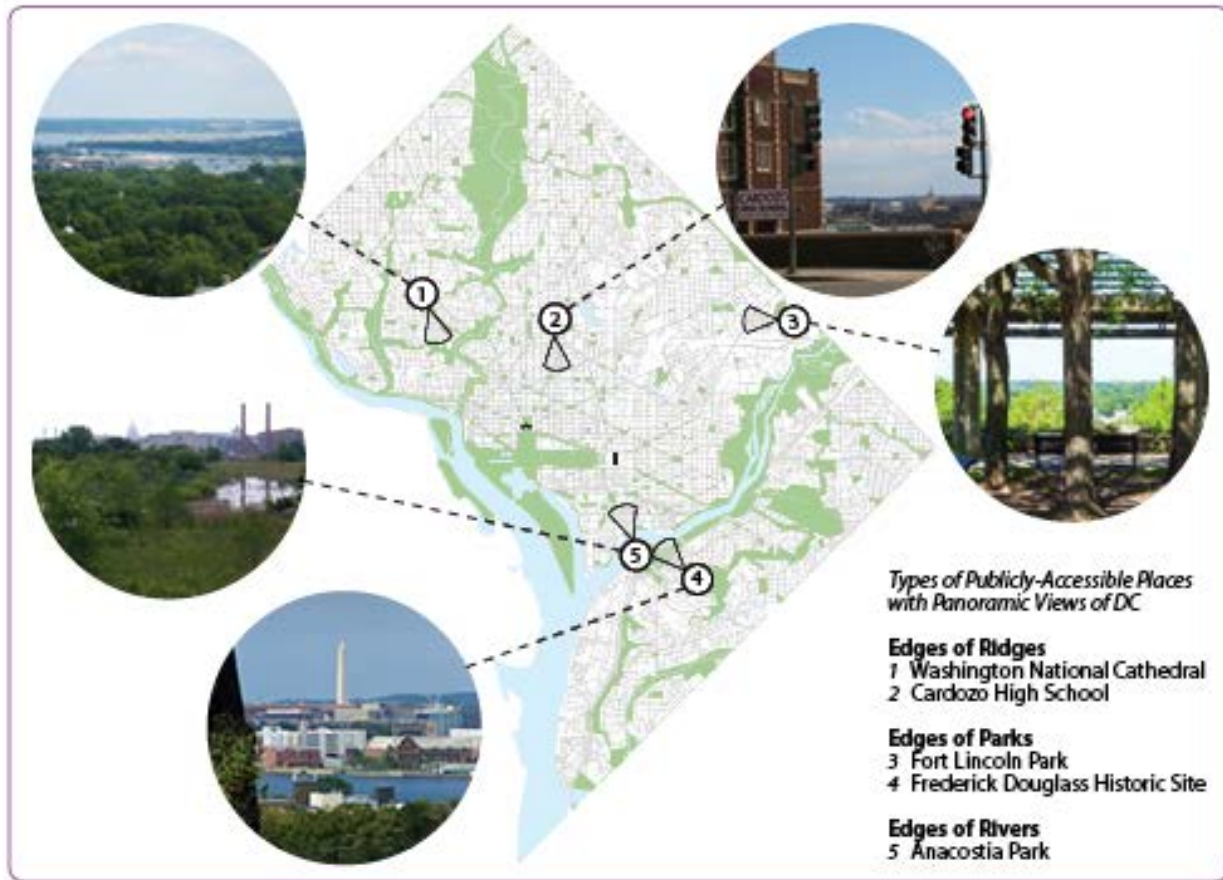 1
2
3
5
4
Types of Publicly-Accessible Places
with Panoramic Views of DC
Edges of Ridges
1 Washington National Cathedral
2 Cardozo High School
Edges of Parks
3 Fort Lincoln Park
4 Frederick Douglass Historic Site
Edges of Rivers
5 Anacostia Park